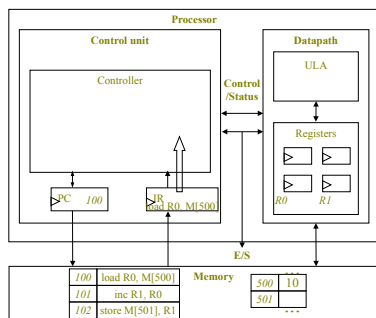 Processor
Control unit
Datapath
Controller
Control
/Status
ULA
Registers
PC
100
IR
load R0, M[500]
R0
R1
E/S
Memory
100 load R0, M[500]
101 inc R1, R0
102 store M[501], R1
...
500 10
501
...